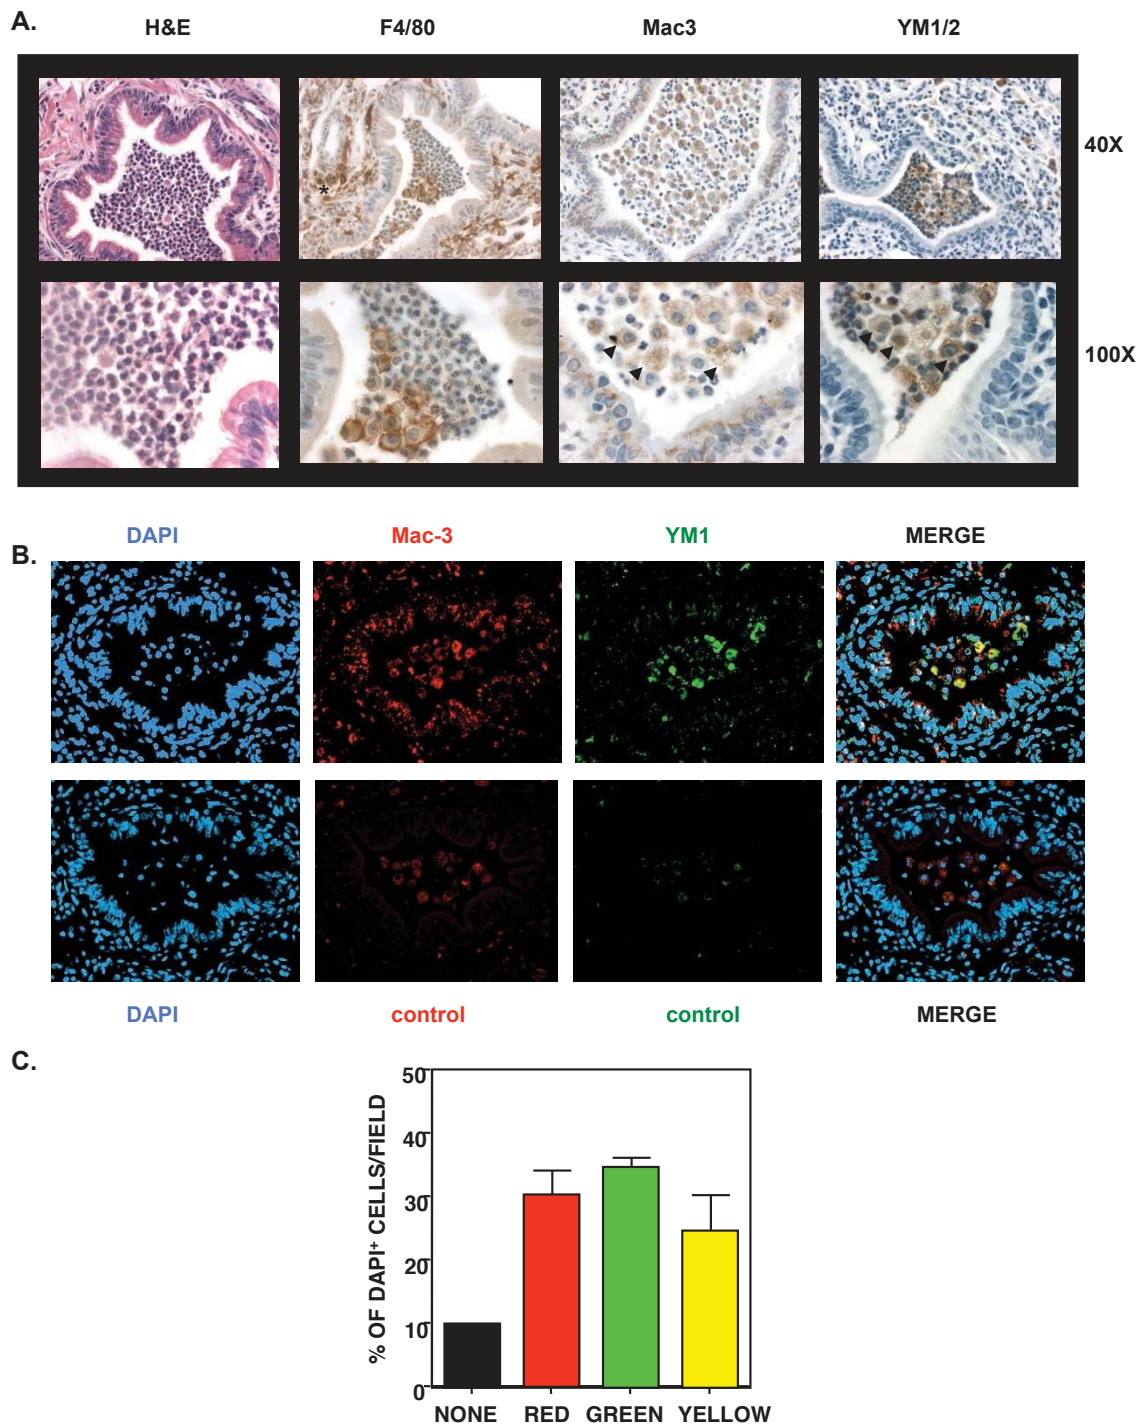 A.
H&E F4/80 Mac3 YM1/2
*
40X
100X
B.
DAPI Mac-3 YM1 MERGE
DAPI control control MERGE
C.
% OF DAPI⁺ CELLS/FIELD
50
40
30
20
10
0
NONE RED GREEN YELLOW